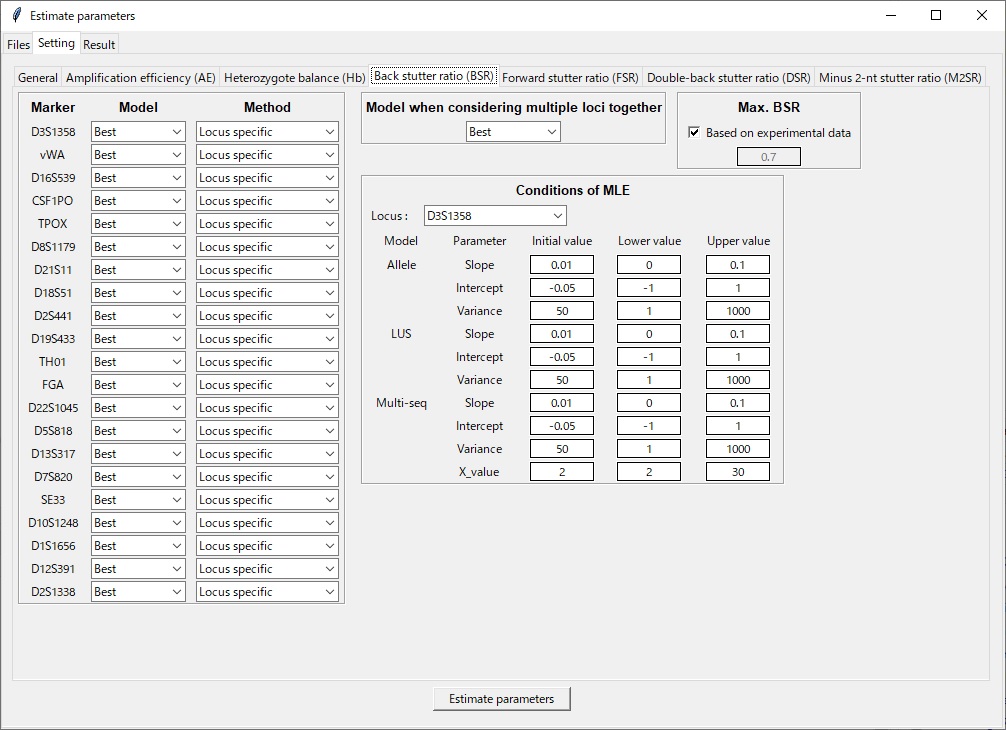 Estimate parameters
Files Setting Result
General Amplification efficiency (AE) Heterozygote balance (Hb) Back stutter ratio (BSR) Forward stutter ratio (FSR) Double-back stutter ratio (DSR) Minus 2-nt stutter ratio (M2SR)
Marker Model Method
D3S1358 Best Locus specific
vWA Best Locus specific
D16S539 Best Locus specific
CSF1PO Best Locus specific
TPOX Best Locus specific
D8S1179 Best Locus specific
D21S11 Best Locus specific
D18S51 Best Locus specific
D2S441 Best Locus specific
D19S433 Best Locus specific
TH01 Best Locus specific
FGA Best Locus specific
D22S1045 Best Locus specific
D5S818 Best Locus specific
D13S317 Best Locus specific
D7S820 Best Locus specific
SE33 Best Locus specific
D10S1248 Best Locus specific
D1S1656 Best Locus specific
D12S391 Best Locus specific
D2S1338 Best Locus specific
Model when considering multiple loci together
Best
Max. BSR
Based on experimental data
0.7
Conditions of MLE
Locus : D3S1358
Model Parameter Initial value Lower value Upper value
Allele Slope 0.01 0 0.1
Intercept -0.05 -1 1
Variance 50 1 1000
LUS Slope 0.01 0 0.1
Intercept -0.05 -1 1
Variance 50 1 1000
Multi-seq Slope 0.01 0 0.1
Intercept -0.05 -1 1
Variance 50 1 1000
X_value 2 2 30
Estimate parameters